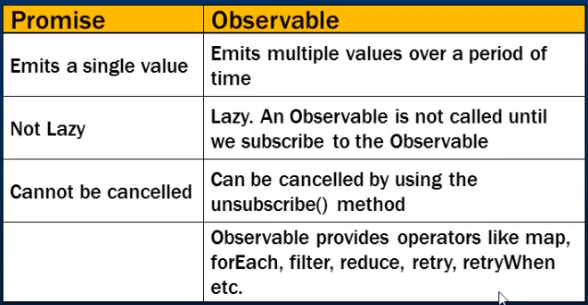 Promise
Observable
Emits a single value
Emits multiple values over a period of
time
Not Lazy
Lazy. An Observable is not called until
we subscribe to the Observable
Cannot be cancelled
Can be cancelled by using the
unsubscribe() method
Observable provides operators like map,
forEach, filter, reduce, retry, retryWhen
etc.